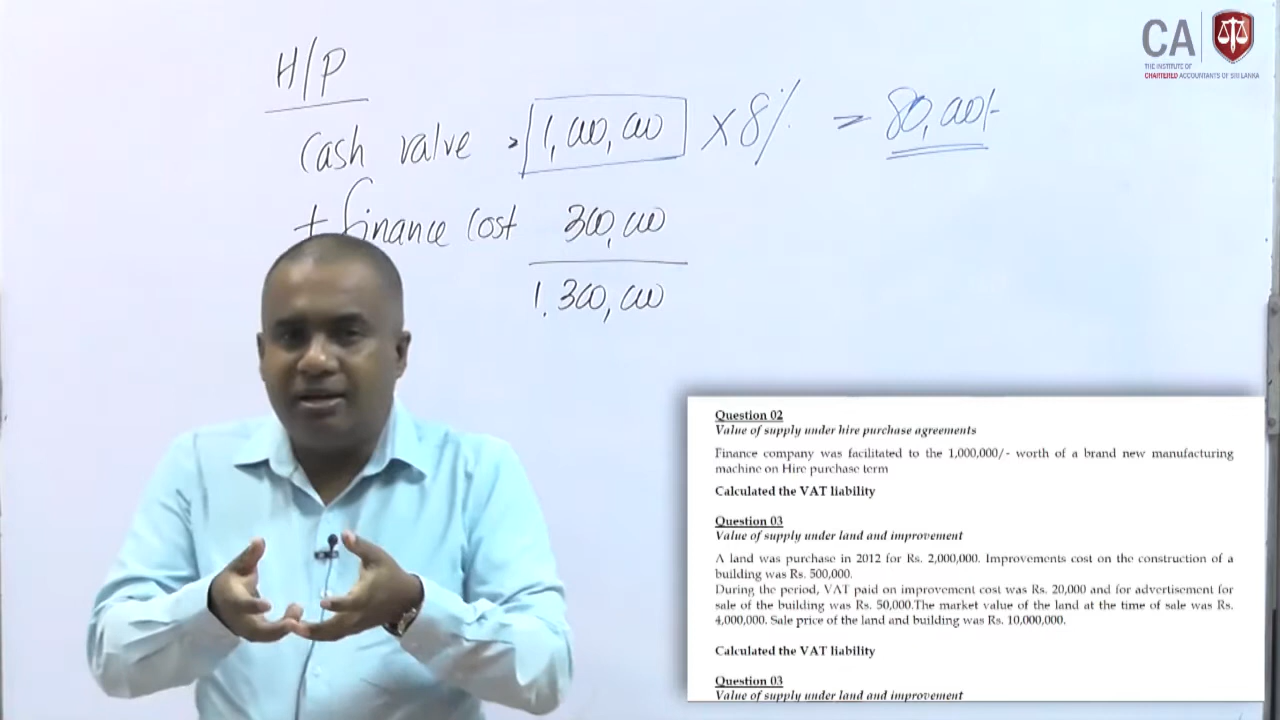 CA
THE INSTITUTE OF
CHARTERED ACCOUNTANTS OF SRI LANKA
H/P
Cash value 1,000,000 x 8% = 80,000/-
+ finance cost 300,000
1,300,000
Question 02
Value of supply under hire purchase agreements
Finance company was facilitated to the 1,000,000/- worth of a brand new manufacturing
machine on Hire purchase term
Calculated the VAT liability
Question 03
Value of supply under land and improvement
A land was purchase in 2012 for Rs. 2,000,000. Improvements cost on the construction of a
building was Rs. 500,000.
During the period, VAT paid on improvement cost was Rs. 20,000 and for advertisement for
sale of the building was Rs. 50,000.The market value of the land at the time of sale was Rs.
4,000,000. Sale price of the land and building was Rs. 10,000,000.
Calculated the VAT liability
Question 03
Value of supply under land and improvement